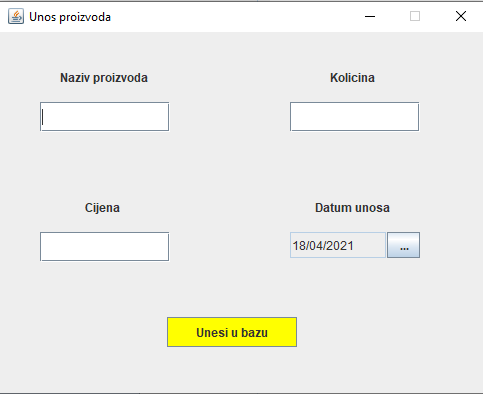 Unos proizvoda
Naziv proizvoda
Kolicina
Cijena
Datum unosa
18/04/2021
...
Unesi u bazu